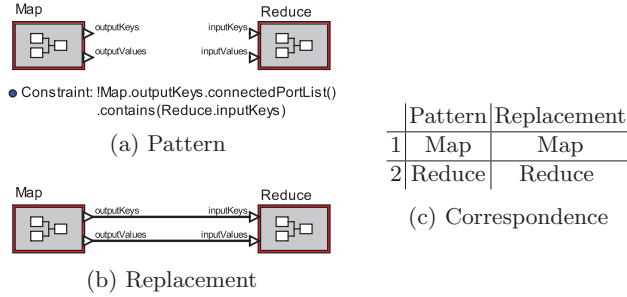 Map
Reduce
outputKeys
inputKeys
outputValues
inputValues
Constraint: !Map.outputKeys.connectedPortList()
.contains(Reduce.inputKeys)
(a) Pattern
Map
Reduce
outputKeys
inputKeys
outputValues
inputValues
(b) Replacement
Pattern Replacement
1 Map Map
2 Reduce Reduce
(c) Correspondence